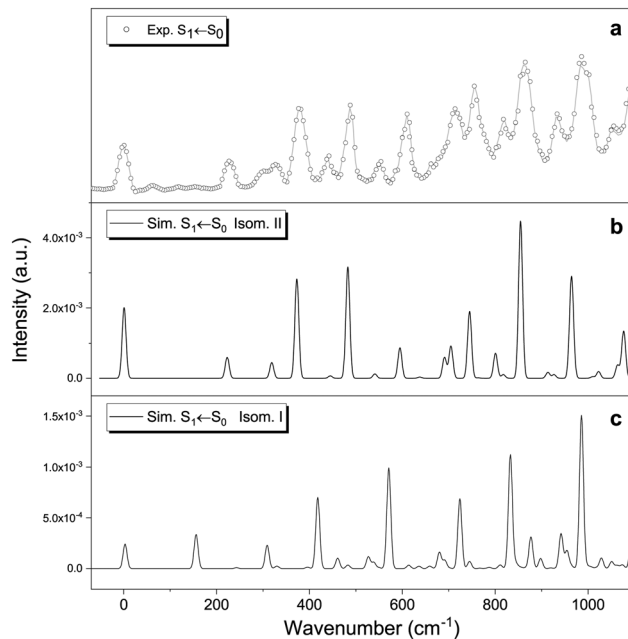 Exp. S₁←S₀
a
Sim. S₁←S₀ Isom. II
b
4.0x10⁻³
2.0x10⁻³
0.0
Sim. S₁←S₀ Isom. I
c
1.5x10⁻³
1.0x10⁻³
5.0x10⁻⁴
0.0
Intensity (a.u.)
0 200 400 600 800 1000
Wavenumber (cm⁻¹)